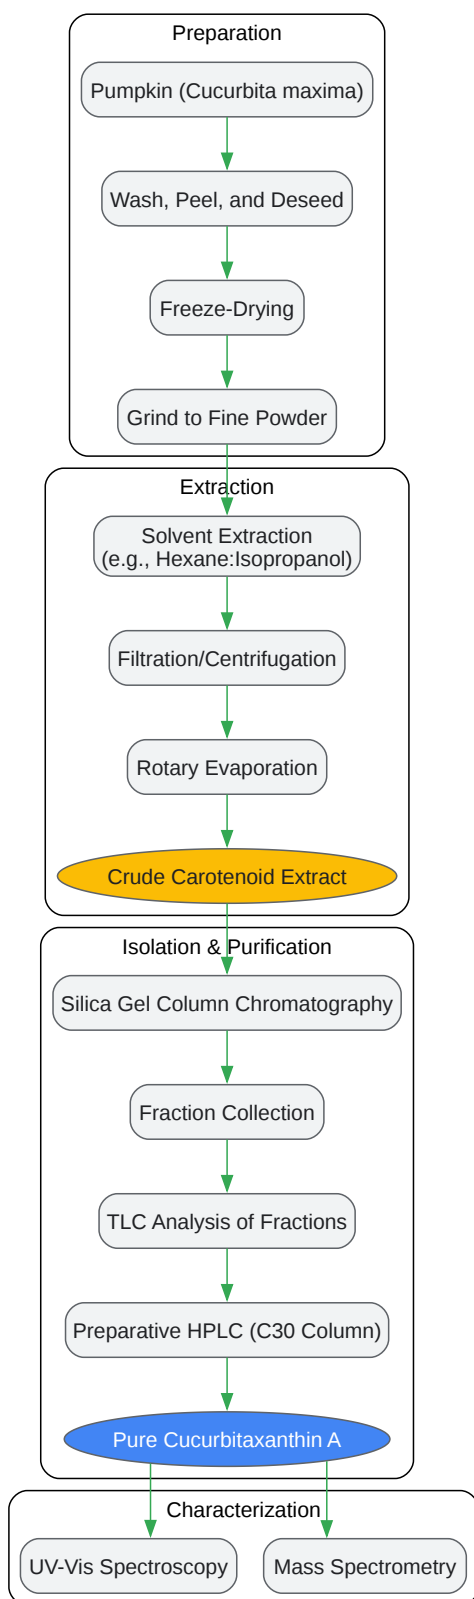 Preparation
Pumpkin (Cucurbita maxima)
Wash, Peel, and Deseed
Freeze-Drying
Grind to Fine Powder
Extraction
Solvent Extraction
(e.g., Hexane:Isopropanol)
Filtration/Centrifugation
Rotary Evaporation
Crude Carotenoid Extract
Isolation & Purification
Silica Gel Column Chromatography
Fraction Collection
TLC Analysis of Fractions
Preparative HPLC (C30 Column)
Pure Cucurbitaxanthin A
Characterization
UV-Vis Spectroscopy
Mass Spectrometry